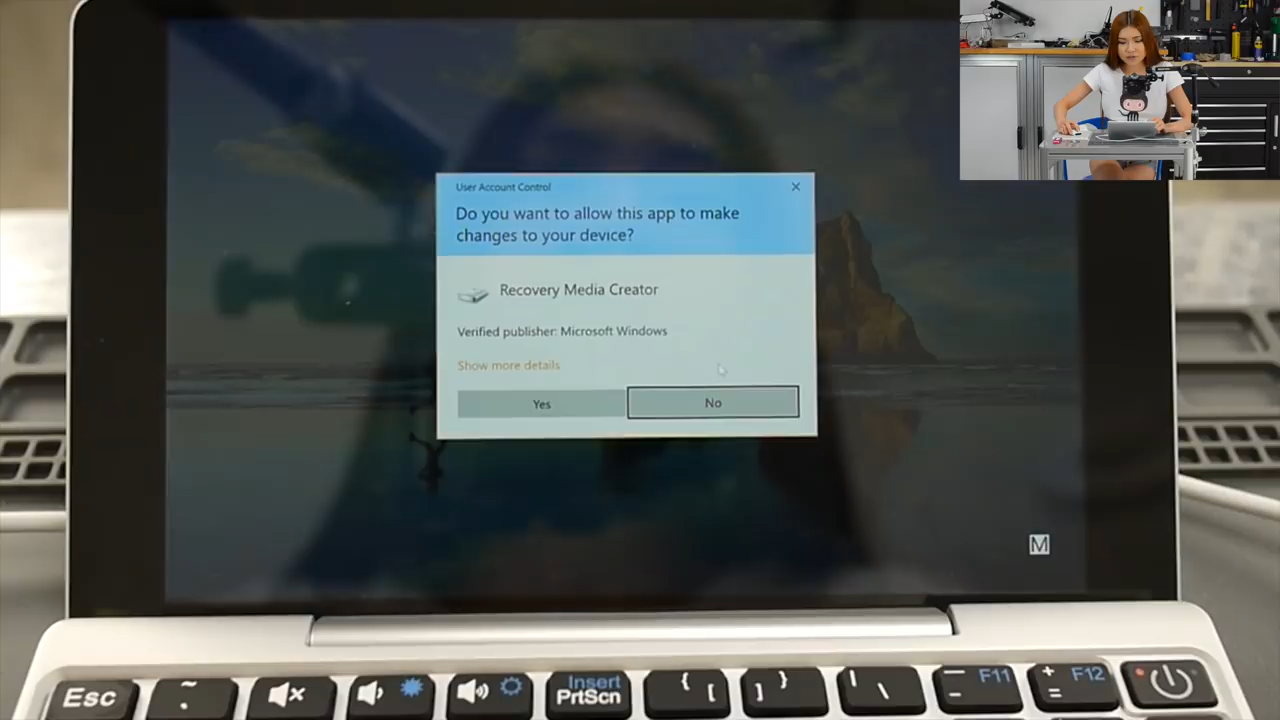 User Account Control
Do you want to allow this app to make
changes to your device?
Recovery Media Creator
Verified publisher: Microsoft Windows
Show more details
Yes
No
M
Esc
~
Insert
PrtScn
{
[
}
]
|
\
— F11
-
+ F12
=